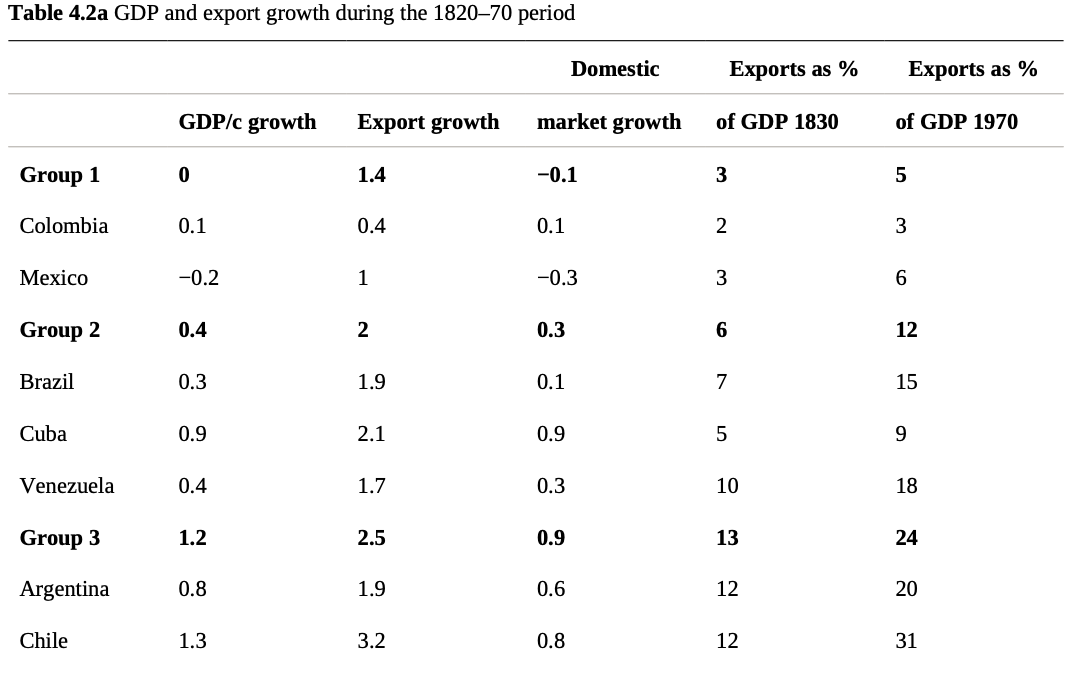 Table 4.2a GDP and export growth during the 1820–70 period
Domestic Exports as % Exports as %
GDP/c growth Export growth market growth of GDP 1830 of GDP 1970
Group 1 0 1.4 −0.1 3 5
Colombia 0.1 0.4 0.1 2 3
Mexico −0.2 1 −0.3 3 6
Group 2 0.4 2 0.3 6 12
Brazil 0.3 1.9 0.1 7 15
Cuba 0.9 2.1 0.9 5 9
Venezuela 0.4 1.7 0.3 10 18
Group 3 1.2 2.5 0.9 13 24
Argentina 0.8 1.9 0.6 12 20
Chile 1.3 3.2 0.8 12 31